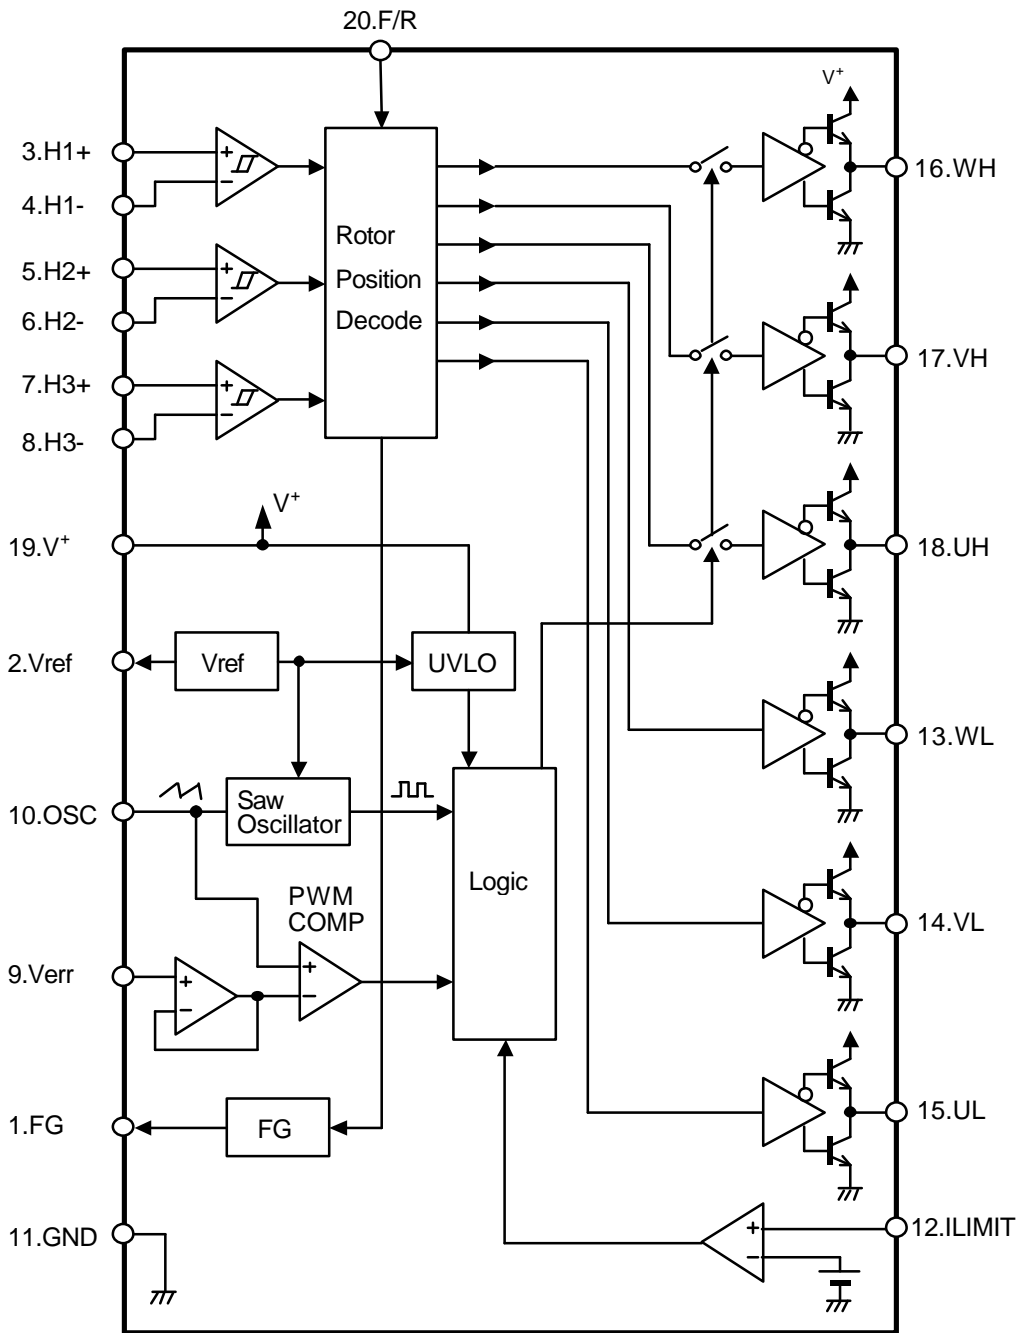 20.F/R
V+
3.H1+
4.H1-
5.H2+
6.H2-
7.H3+
8.H3-
+
−
+
−
+
−
Rotor
Position
Decode
16.WH
17.VH
18.UH
V+
19.V+
2.Vref
Vref
UVLO
13.WL
10.OSC
Saw
Oscillator
Logic
PWM
COMP
14.VL
9.Verr
+
−
+
−
1.FG
FG
15.UL
11.GND
12.ILIMIT
+
−